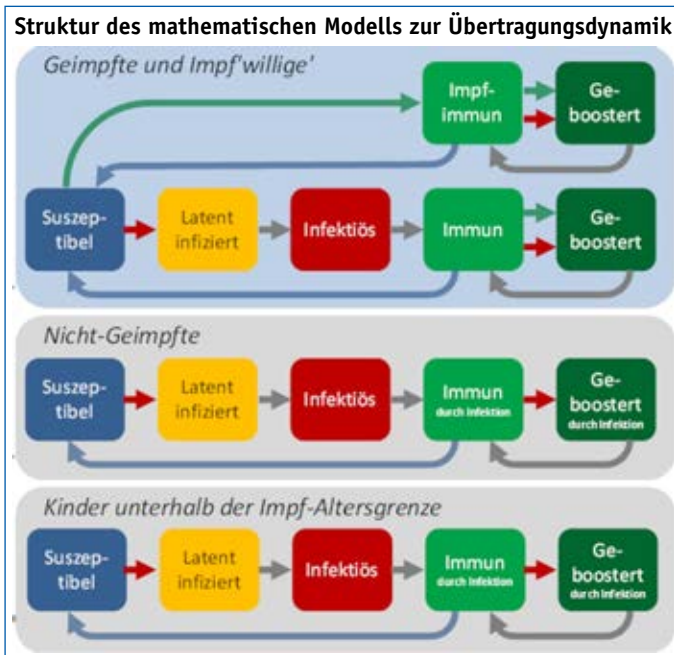 Struktur des mathematischen Modells zur Übertragungsdynamik
Geimpfte und Impf'willige'
Impf-
immun
Ge-
boostert
Suszep-
tibel
Latent
infiziert
Infektiös
Immun
Ge-
boostert
Nicht-Geimpfte
Suszep-
tibel
Latent
infiziert
Infektiös
Immun
durch Infektion
Ge-
boostert
durch Infektion
Kinder unterhalb der Impf-Altersgrenze
Suszep-
tibel
Latent
infiziert
Infektiös
Immun
durch Infektion
Ge-
boostert
durch Infektion